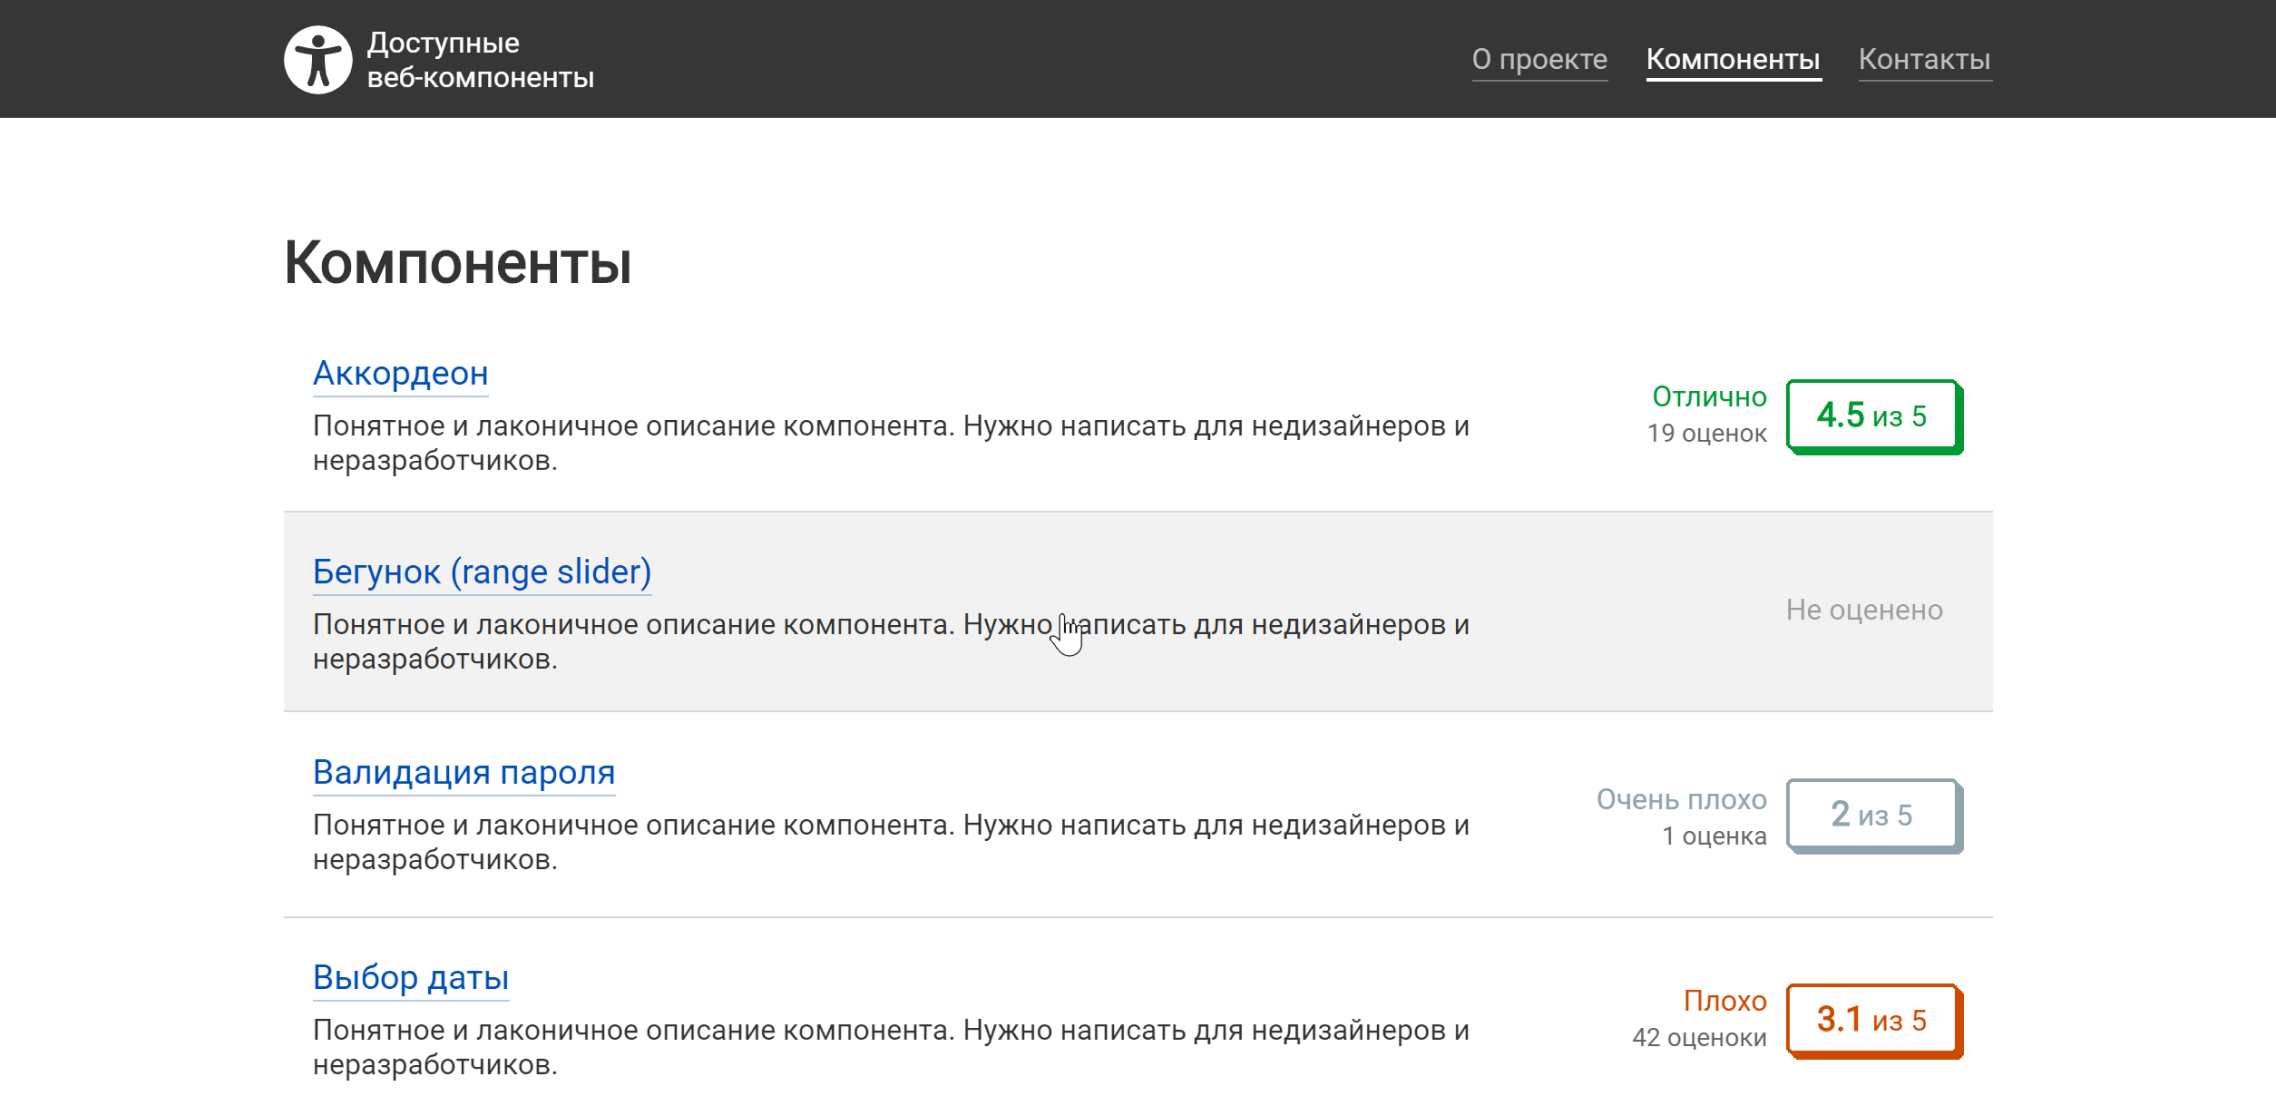 Доступные
веб-компоненты
О проекте Компоненты Контакты
Компоненты
Аккордеон
Понятное и лаконичное описание компонента. Нужно написать для недизайнеров и
неразработчиков.
Отлично
19 оценок
4.5 из 5
Бегунок (range slider)
Понятное и лаконичное описание компонента. Нужно написать для недизайнеров и
неразработчиков.
Не оценено
Валидация пароля
Понятное и лаконичное описание компонента. Нужно написать для недизайнеров и
неразработчиков.
Очень плохо
1 оценка
2 из 5
Выбор даты
Понятное и лаконичное описание компонента. Нужно написать для недизайнеров и
неразработчиков.
Плохо
42 оценоки
3.1 из 5